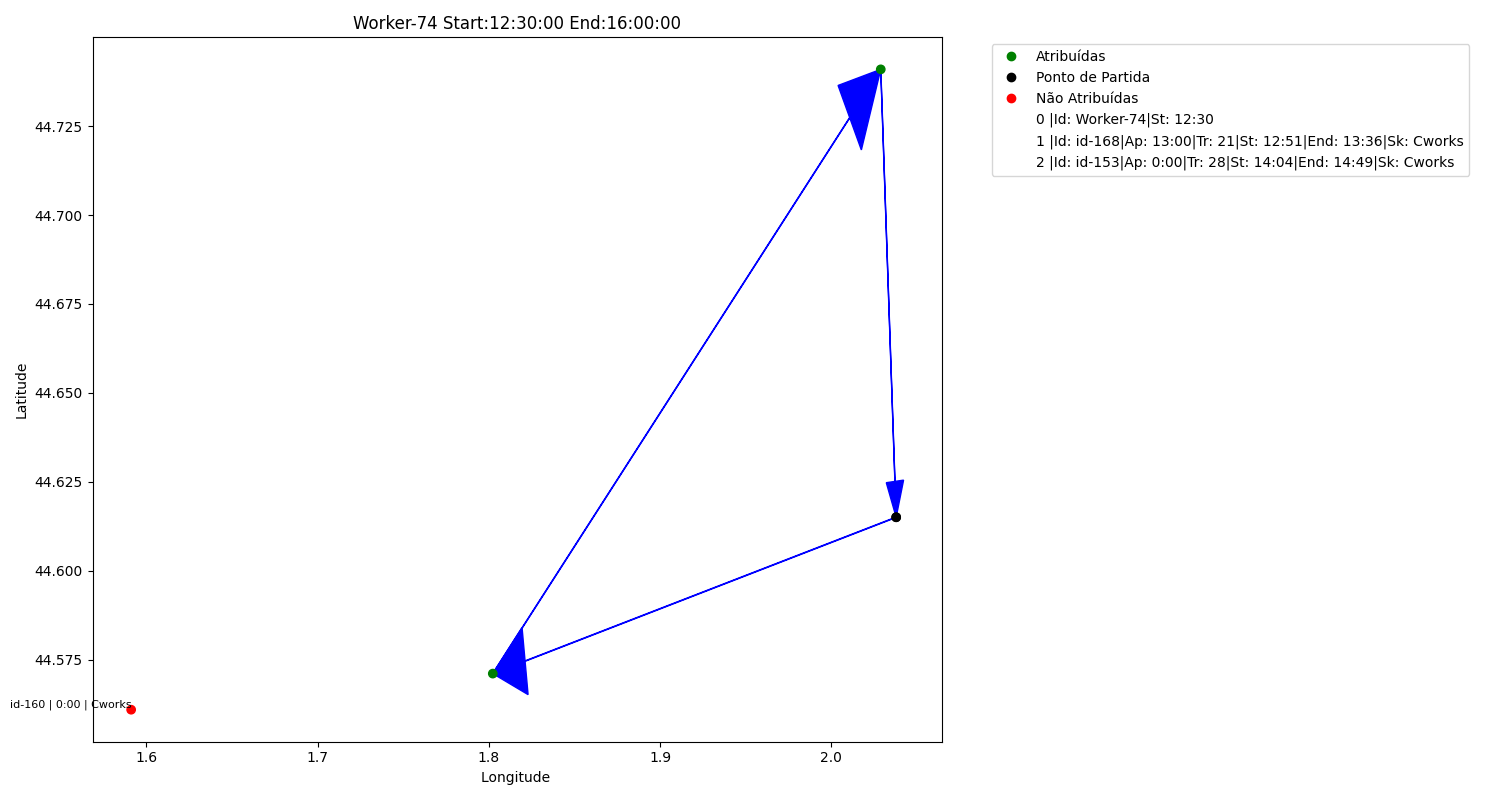 Worker-74 Start:12:30:00 End:16:00:00
Atribuídas
Ponto de Partida
Não Atribuídas
0 |Id: Worker-74|St: 12:30
1 |Id: id-168|Ap: 13:00|Tr: 21|St: 12:51|End: 13:36|Sk: Cworks
2 |Id: id-153|Ap: 0:00|Tr: 28|St: 14:04|End: 14:49|Sk: Cworks
44.725
44.700
44.675
44.650
44.625
44.600
44.575
Latitude
id-160 | 0:00 | Cworks
1.6
1.7
1.8
1.9
2.0
Longitude